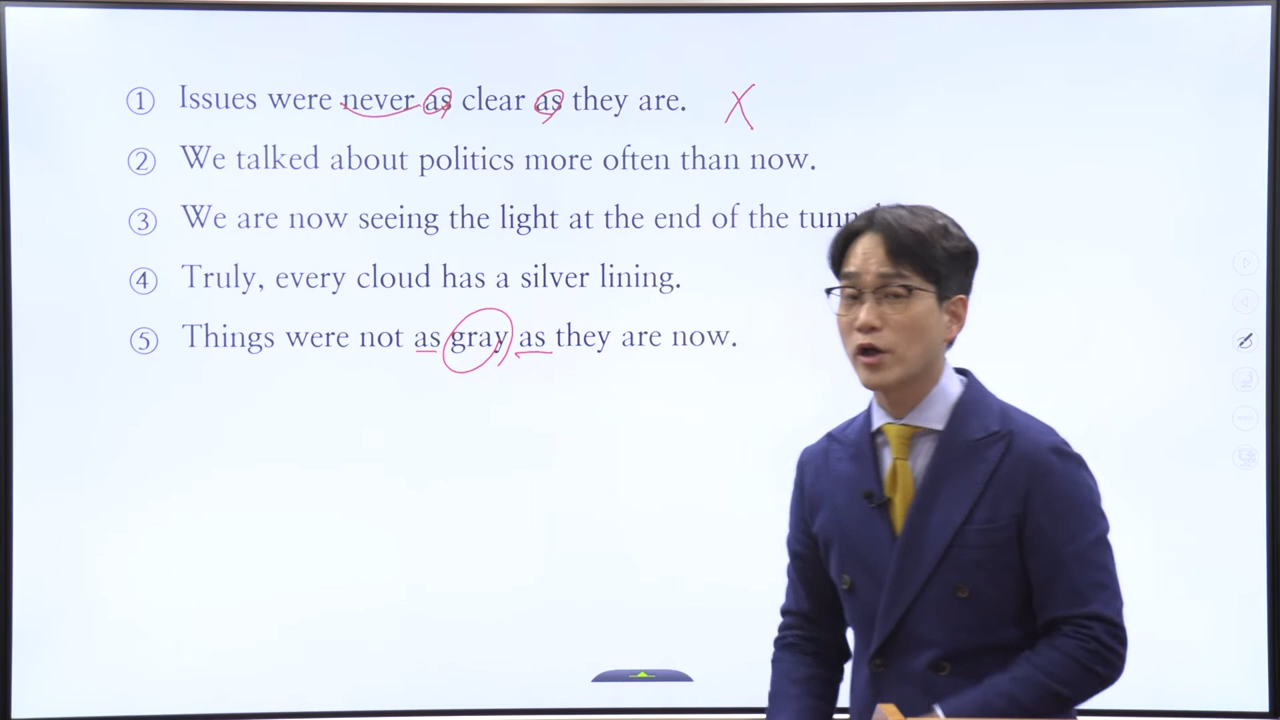 ① Issues were never as clear as they are. X
② We talked about politics more often than now.
③ We are now seeing the light at the end of the
④ Truly, every cloud has a silver lining.
⑤ Things were not as gray as they are now.